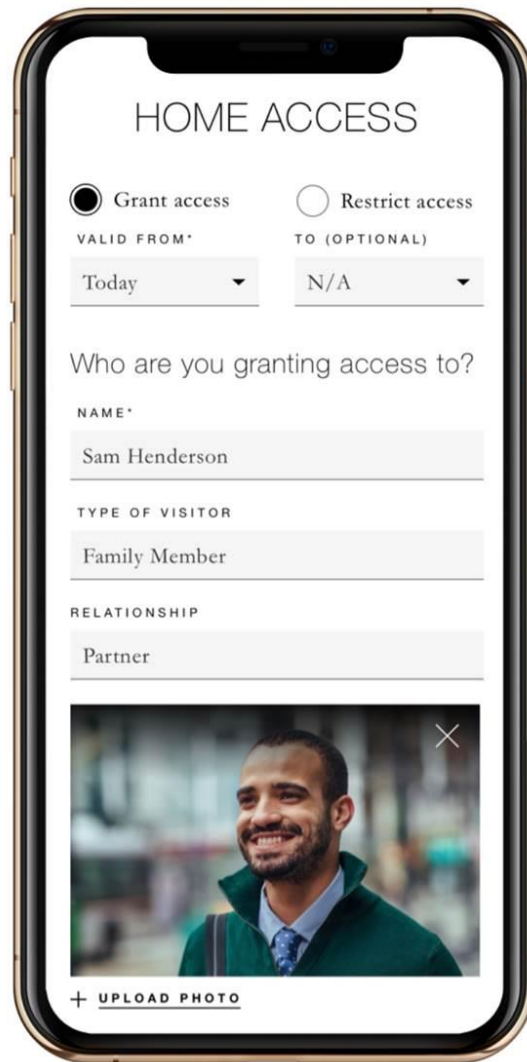 HOME ACCESS
Grant access Restrict access
VALID FROM* TO (OPTIONAL)
Today N/A
Who are you granting access to?
NAME*
Sam Henderson
TYPE OF VISITOR
Family Member
RELATIONSHIP
Partner
+ UPLOAD PHOTO